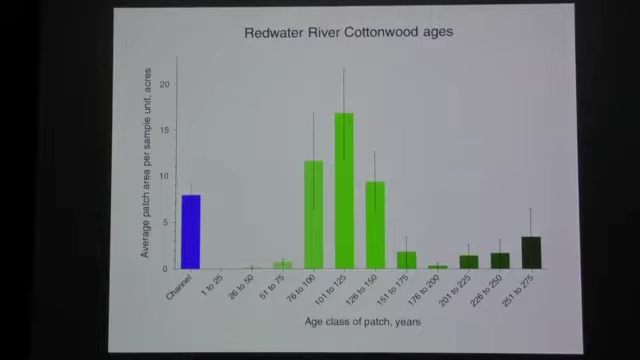 Redwater River Cottonwood ages
Average patch area per sample unit, acres
20
15
10
5
0
Channel
1 to 25
26 to 50
51 to 75
76 to 100
101 to 125
126 to 150
151 to 175
176 to 200
201 to 225
226 to 250
251 to 275
Age class of patch, years